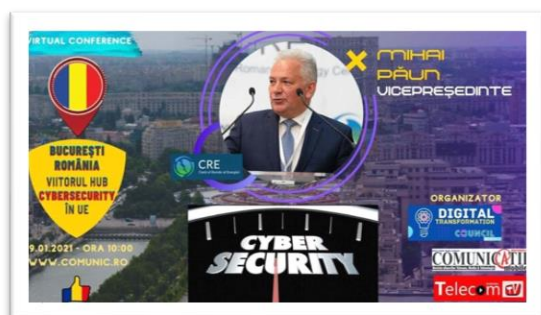 VIRTUAL CONFERENCE
BUCUREȘTI
ROMÂNIA
VIITORUL HUB
CYBERSECURITY
ÎN UE
9.01.2021 - ORA 10:00
WWW.COMUNIC.RO
MIHAI
PĂUN
VICEPREȘEDINTE
CRE
CYBER
SECURITY
ORGANIZATOR
DIGITAL
TRANSFORMATION
COUNCIL
COMUNICAȚII
Telecom TV